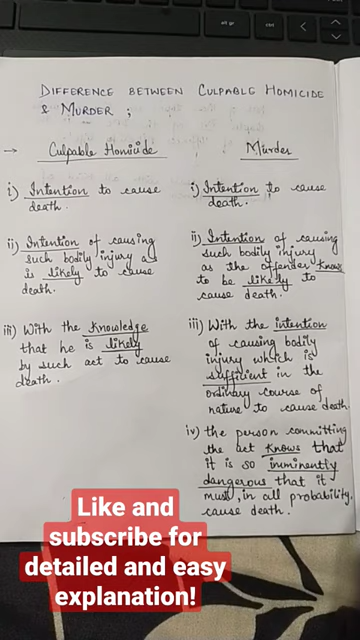 DIFFERENCE BETWEEN CULPABLE HOMICIDE
& MURDER ;
→ Culpable Homicide
i) Intention to cause
death.
ii) Intention of causing
such bodily injury as
is likely to cause
death.
iii) With the knowledge
that he is likely
by such act to cause
death.
Murder
i) Intention to cause
death.
ii) Intention of causing
such bodily injury
as the offender knows
to be likely to
cause death.
iii) With the intention
of causing bodily
injury which is
sufficient in the
ordinary course of
nature to cause death.
iv) the person committing
the act knows that
it is so imminently
dangerous that it
must, in all probability,
cause death.
Like and
subscribe for
detailed and easy
explanation!
alt gr
ctrl